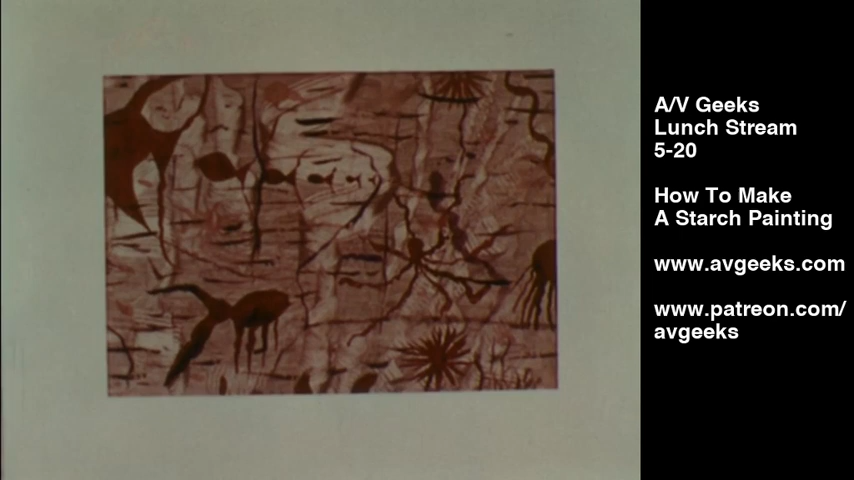 A/V Geeks
Lunch Stream
5-20
How To Make
A Starch Painting
www.avgeeks.com
www.patreon.com/
avgeeks